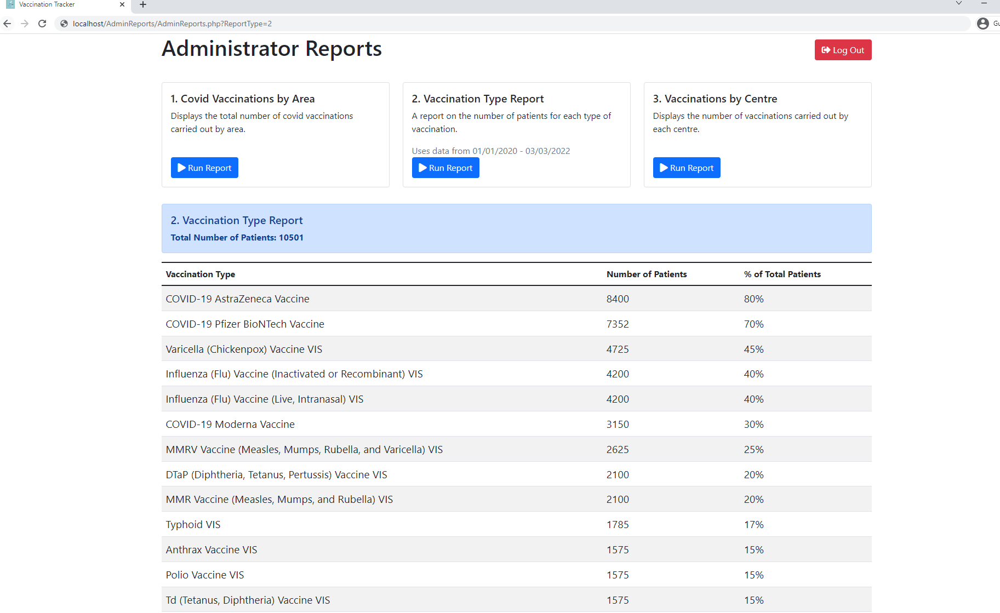 Vaccination Tracker
localhost/AdminReports/AdminReports.php?ReportType=2
Gu
Administrator Reports
Log Out
1. Covid Vaccinations by Area
Displays the total number of covid vaccinations
carried out by area.
Run Report
2. Vaccination Type Report
A report on the number of patients for each type of
vaccination.
Uses data from 01/01/2020 - 03/03/2022
Run Report
3. Vaccinations by Centre
Displays the number of vaccinations carried out by
each centre.
Run Report
2. Vaccination Type Report
Total Number of Patients: 10501
Vaccination Type Number of Patients % of Total Patients
COVID-19 AstraZeneca Vaccine 8400 80%
COVID-19 Pfizer BioNTech Vaccine 7352 70%
Varicella (Chickenpox) Vaccine VIS 4725 45%
Influenza (Flu) Vaccine (Inactivated or Recombinant) VIS 4200 40%
Influenza (Flu) Vaccine (Live, Intranasal) VIS 4200 40%
COVID-19 Moderna Vaccine 3150 30%
MMRV Vaccine (Measles, Mumps, Rubella, and Varicella) VIS 2625 25%
DTaP (Diphtheria, Tetanus, Pertussis) Vaccine VIS 2100 20%
MMR Vaccine (Measles, Mumps, and Rubella) VIS 2100 20%
Typhoid VIS 1785 17%
Anthrax Vaccine VIS 1575 15%
Polio Vaccine VIS 1575 15%
Td (Tetanus, Diphtheria) Vaccine VIS 1575 15%